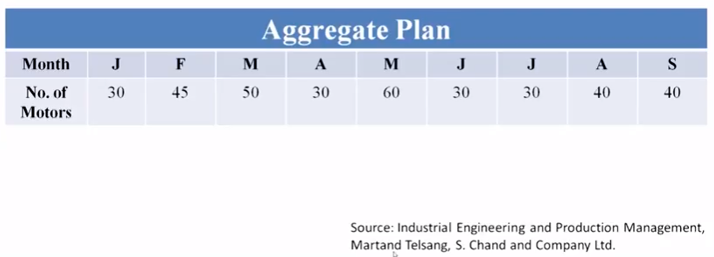 Aggregate Plan
Month J F M A M J J A S
No. of Motors 30 45 50 30 60 30 30 40 40
Source: Industrial Engineering and Production Management,
Martand Telsang, S. Chand and Company Ltd.